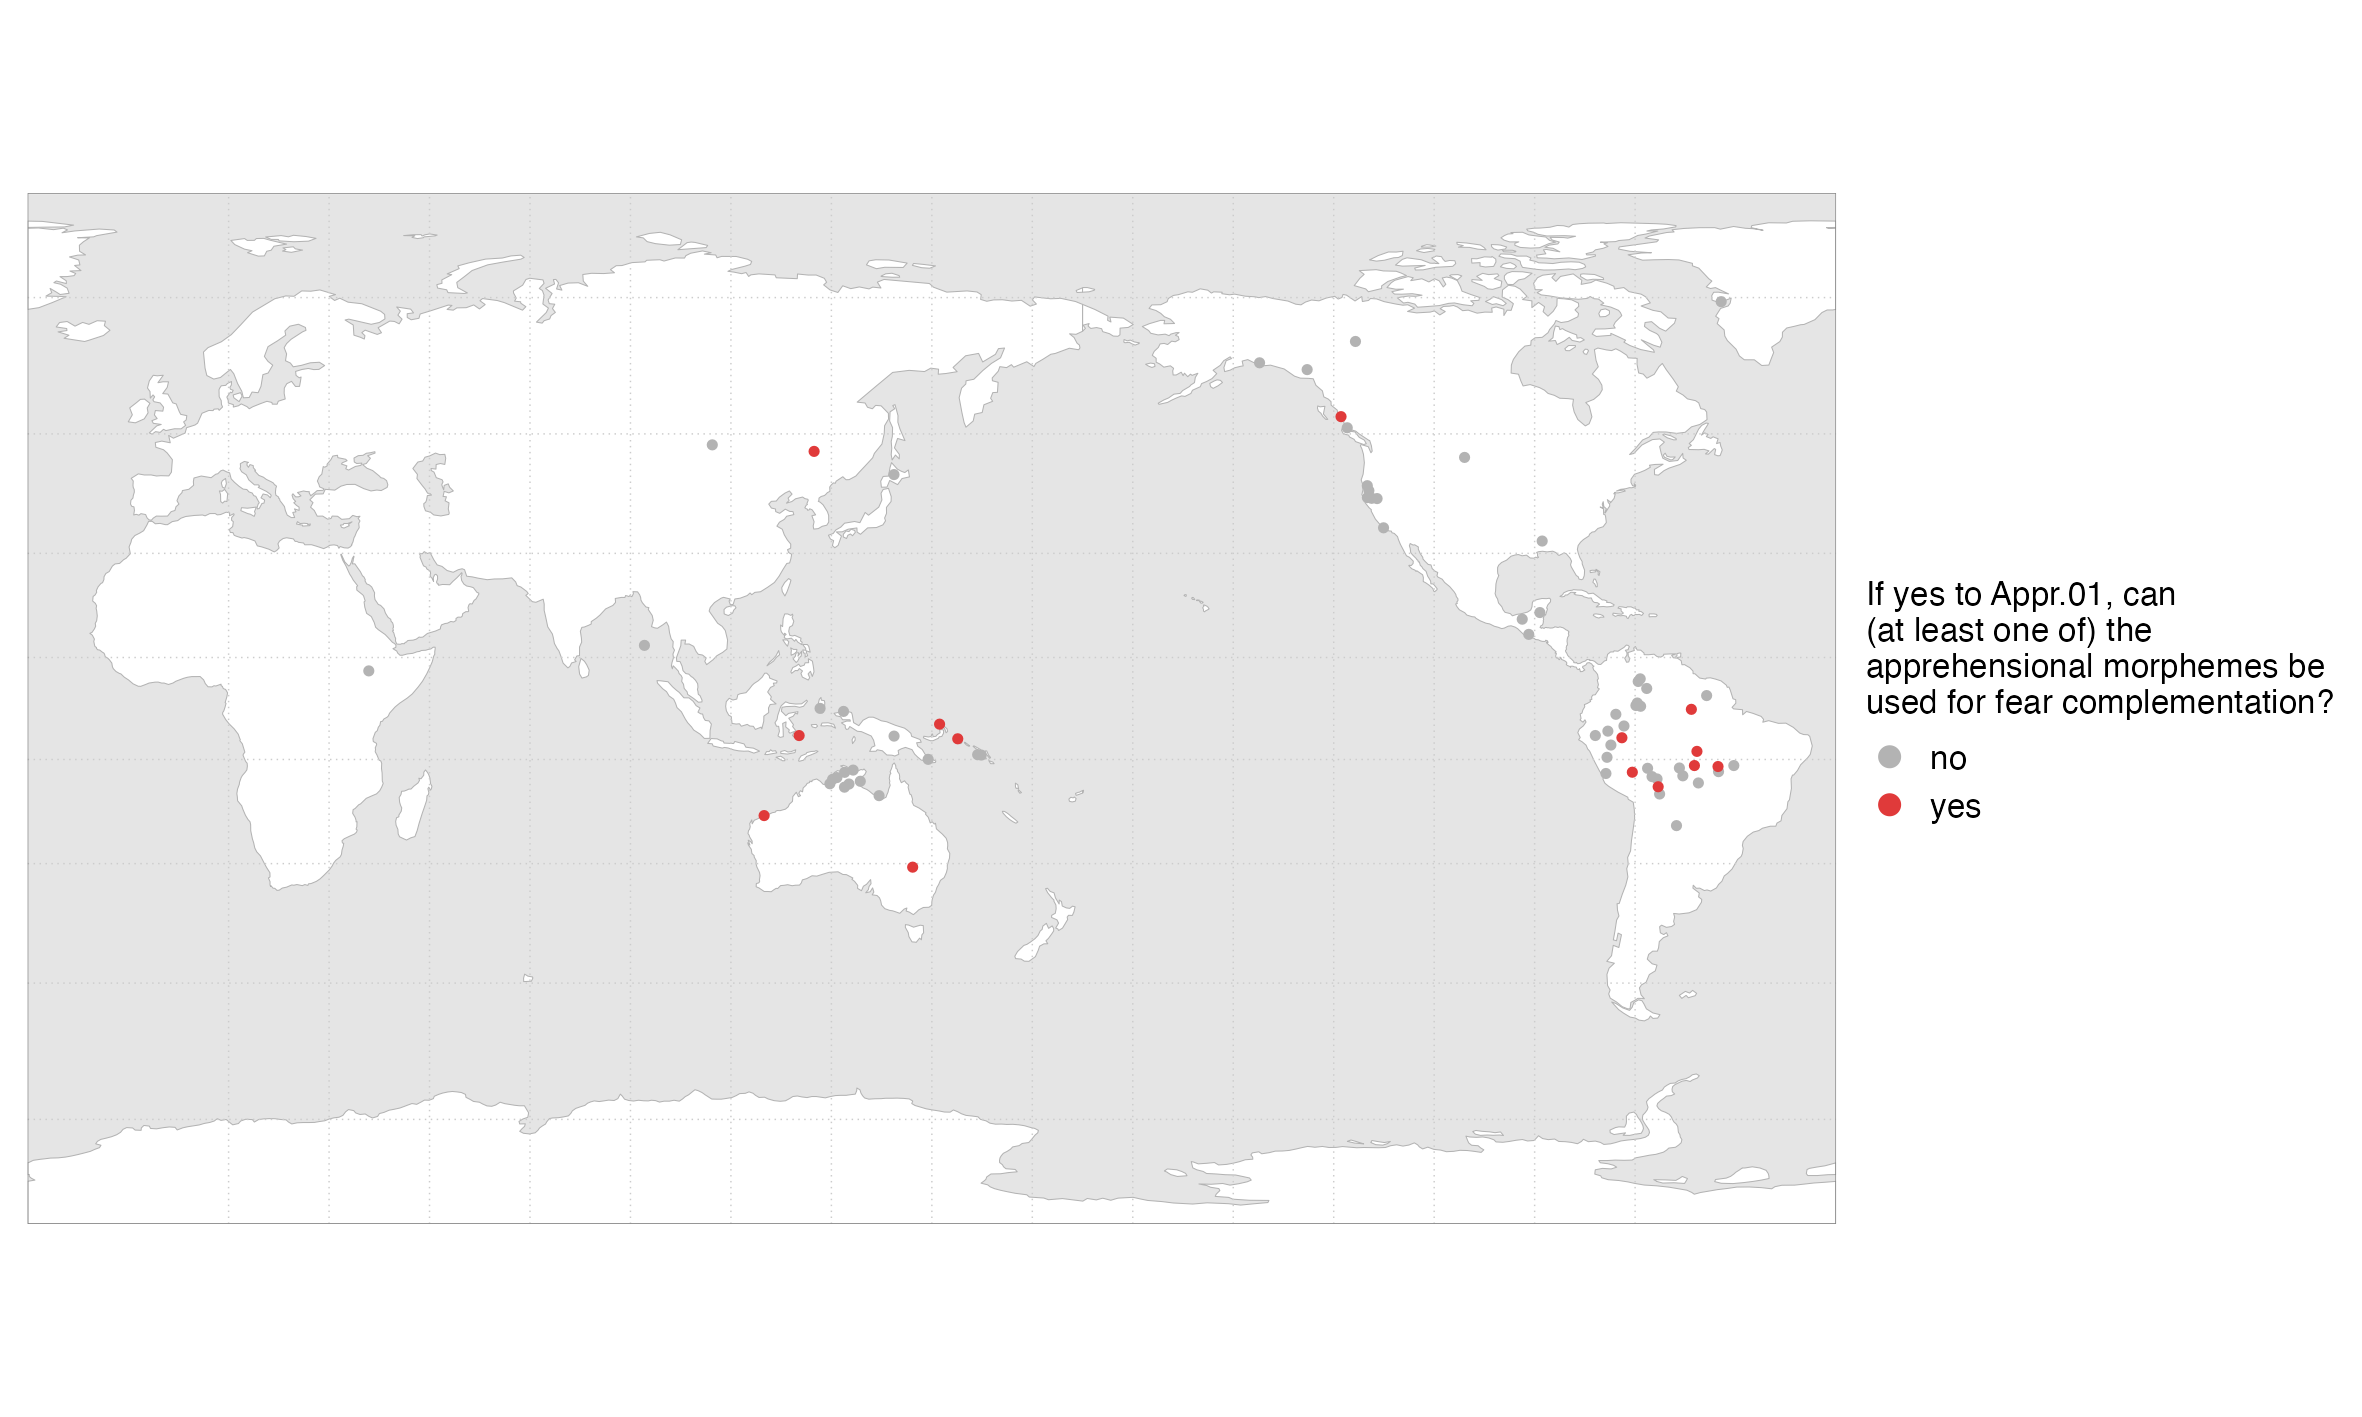 If yes to Appr.01, can
(at least one of) the
apprehensional morphemes be
used for fear complementation?
no
yes